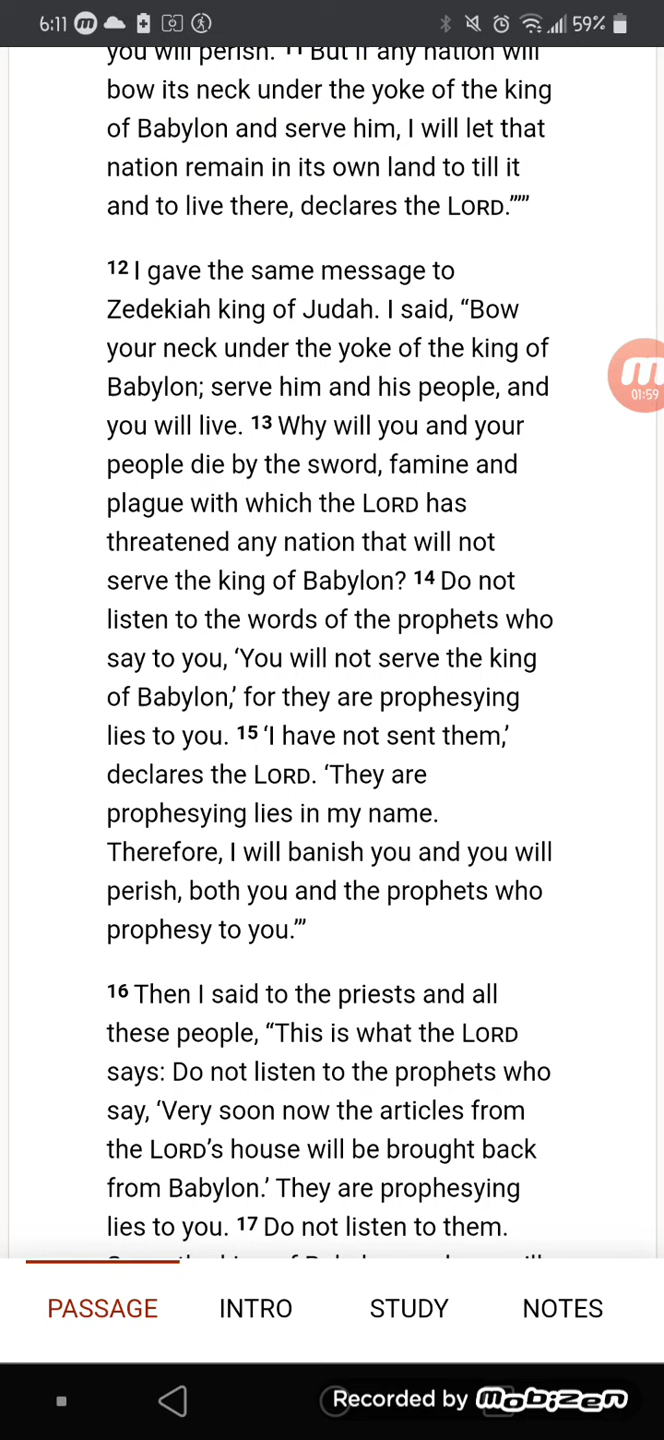 6:11 m 59%
you will perish. 11 But if any nation will
bow its neck under the yoke of the king
of Babylon and serve him, I will let that
nation remain in its own land to till it
and to live there, declares the LORD.”’”
12 I gave the same message to
Zedekiah king of Judah. I said, “Bow
your neck under the yoke of the king of
Babylon; serve him and his people, and
you will live. 13 Why will you and your
people die by the sword, famine and
plague with which the LORD has
threatened any nation that will not
serve the king of Babylon? 14 Do not
listen to the words of the prophets who
say to you, ‘You will not serve the king
of Babylon,’ for they are prophesying
lies to you. 15 ‘I have not sent them,’
declares the LORD. ‘They are
prophesying lies in my name.
Therefore, I will banish you and you will
perish, both you and the prophets who
prophesy to you.’”
16 Then I said to the priests and all
these people, “This is what the LORD
says: Do not listen to the prophets who
say, ‘Very soon now the articles from
the LORD’s house will be brought back
from Babylon.’ They are prophesying
lies to you. 17 Do not listen to them.
m
01:59
PASSAGE INTRO STUDY NOTES
Recorded by mobizen